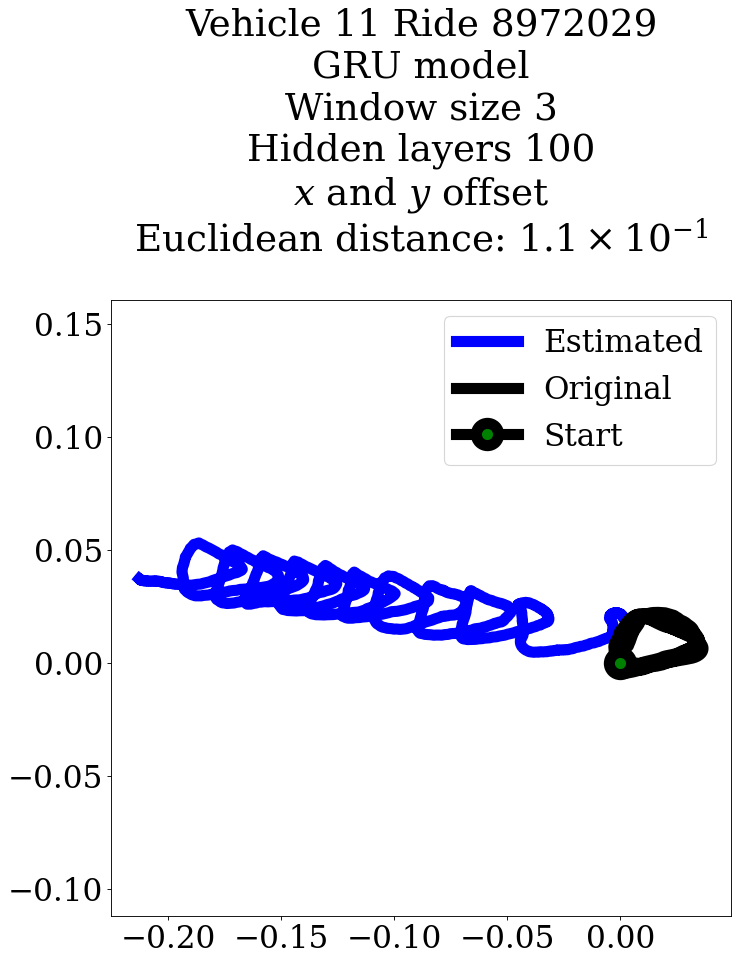 Vehicle 11 Ride 8972029
GRU model
Window size 3
Hidden layers 100
x and y offset
Euclidean distance: 1.1 × 10⁻¹
Estimated
Original
Start
0.15
0.10
0.05
0.00
−0.05
−0.10
−0.20 −0.15 −0.10 −0.05 0.00